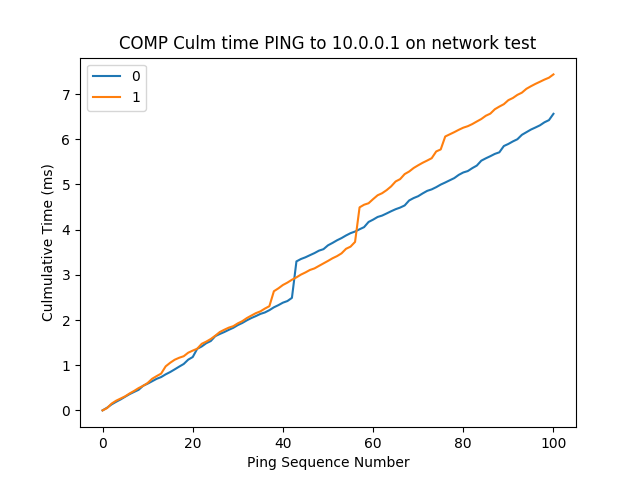 COMP Culm time PING to 10.0.0.1 on network test
0
1
7
6
5
4
3
2
1
0
Culmulative Time (ms)
0 20 40 60 80 100
Ping Sequence Number